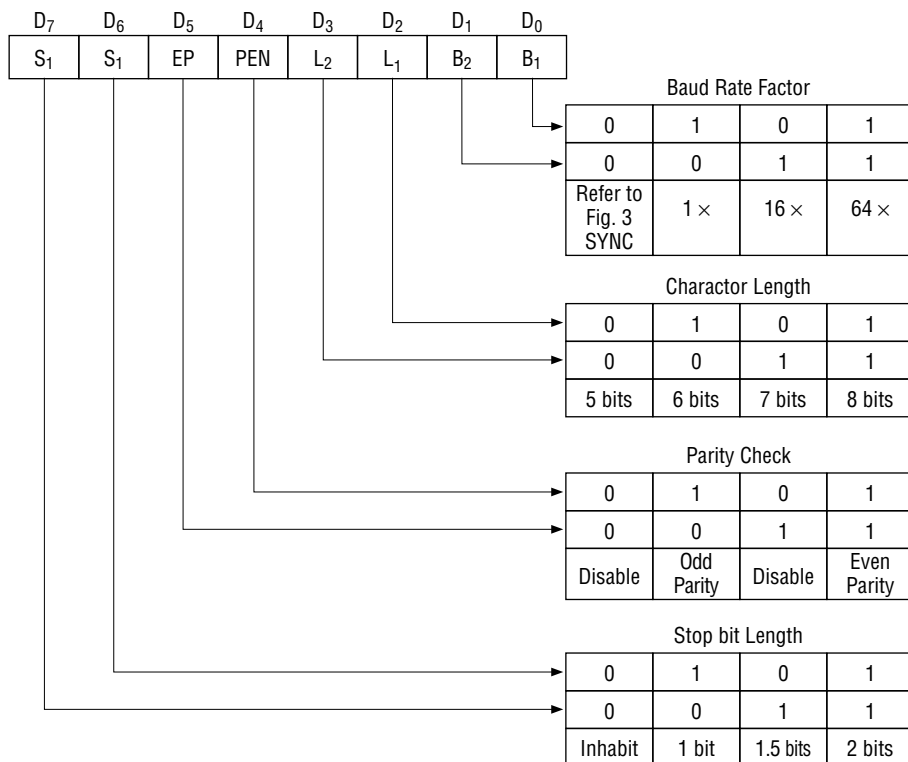 D7 D6 D5 D4 D3 D2 D1 D0
S1 S1 EP PEN L2 L1 B2 B1
Baud Rate Factor
0 1 0 1
0 0 1 1
Refer to Fig. 3 SYNC 1 × 16 × 64 ×
Charactor Length
0 1 0 1
0 0 1 1
5 bits 6 bits 7 bits 8 bits
Parity Check
0 1 0 1
0 0 1 1
Disable Odd Parity Disable Even Parity
Stop bit Length
0 1 0 1
0 0 1 1
Inhabit 1 bit 1.5 bits 2 bits